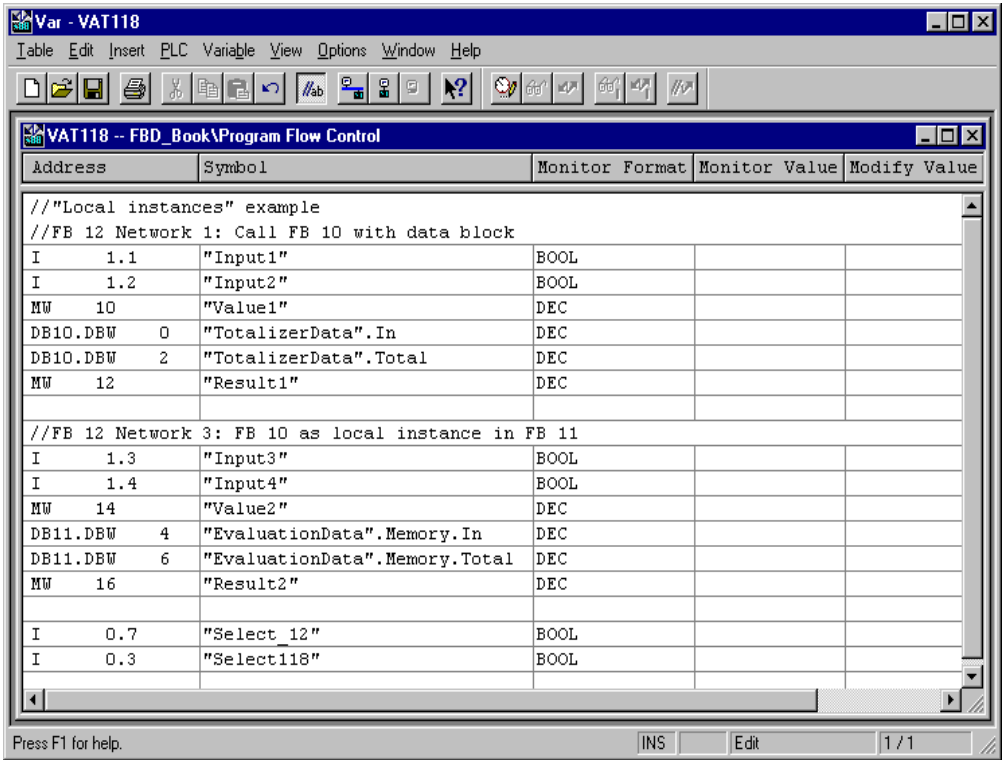 Var - VAT118
Table Edit Insert PLC Variable View Options Window Help
//ab
VAT118 -- FBD_Book\Program Flow Control
Address Symbol Monitor Format Monitor Value Modify Value
//"Local instances" example
//FB 12 Network 1: Call FB 10 with data block
I 1.1 "Input1" BOOL
I 1.2 "Input2" BOOL
MW 10 "Value1" DEC
DB10.DBW 0 "TotalizerData".In DEC
DB10.DBW 2 "TotalizerData".Total DEC
MW 12 "Result1" DEC
//FB 12 Network 3: FB 10 as local instance in FB 11
I 1.3 "Input3" BOOL
I 1.4 "Input4" BOOL
MW 14 "Value2" DEC
DB11.DBW 4 "EvaluationData".Memory.In DEC
DB11.DBW 6 "EvaluationData".Memory.Total DEC
MW 16 "Result2" DEC
I 0.7 "Select_12" BOOL
I 0.3 "Select118" BOOL
Press F1 for help. INS Edit 1 / 1